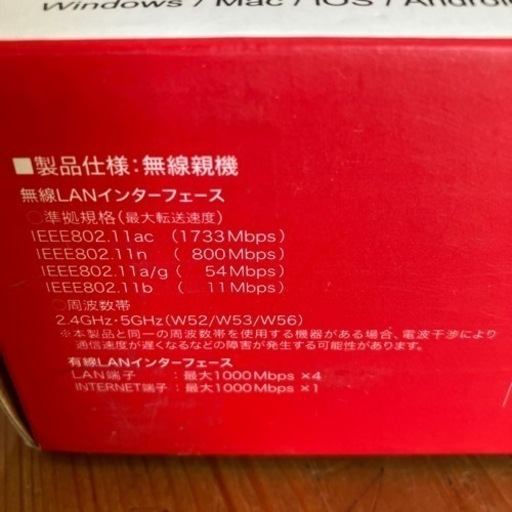 Windows / Mac / iOS / Android
■製品仕様：無線親機
無線LANインターフェース
○準拠規格（最大転送速度）
IEEE802.11ac （1733Mbps）
IEEE802.11n （ 800Mbps）
IEEE802.11a/g（ 54Mbps）
IEEE802.11b （ 11Mbps）
○周波数帯
2.4GHz・5GHz（W52/W53/W56）
※本製品と同一の周波数帯を使用する機器がある場合、電波干渉により
通信速度が遅くなるなどの障害が発生する可能性があります。
有線LANインターフェース
LAN端子 ：最大1000Mbps ×4
INTERNET端子：最大1000Mbps ×1